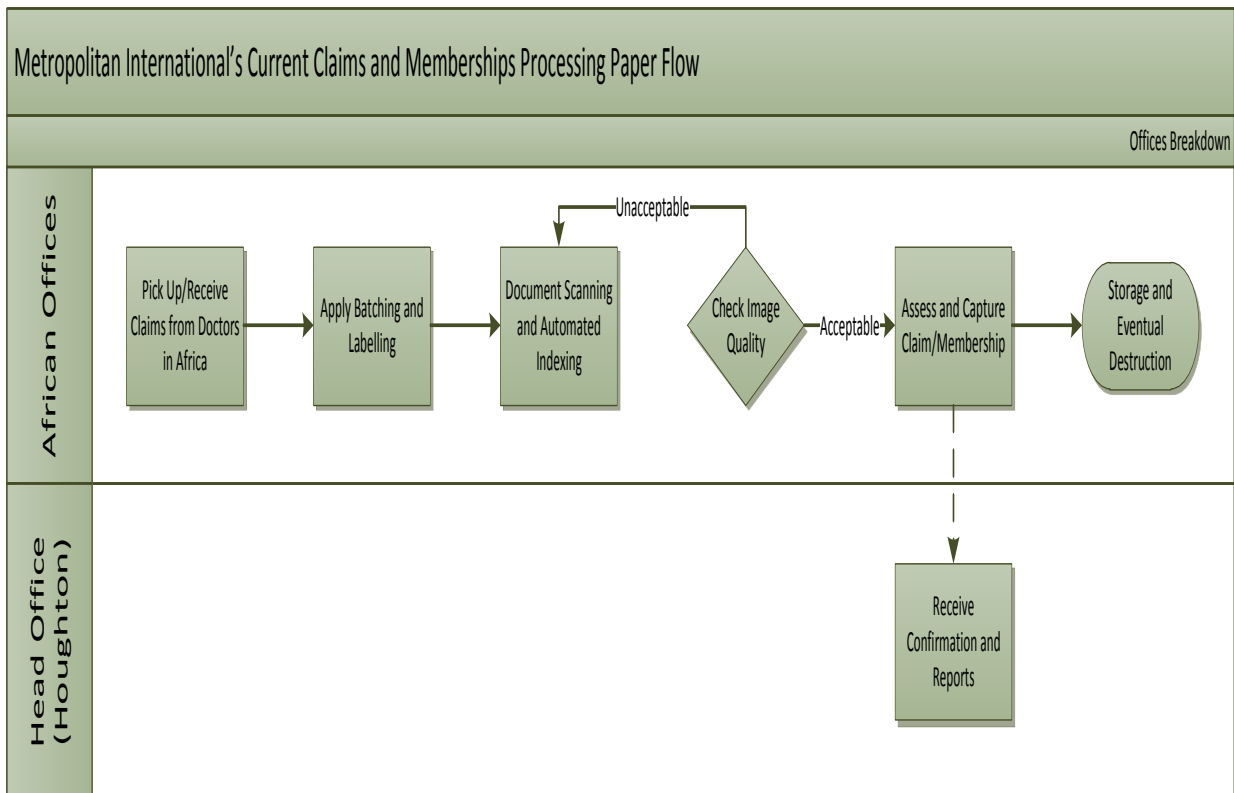 Metropolitan International's Current Claims and Memberships Processing Paper Flow
Offices Breakdown
African Offices
Pick Up/Receive
Claims from Doctors
in Africa
Apply Batching and
Labelling
Document Scanning
and Automated
Indexing
Unacceptable
Check Image
Quality
Acceptable
Assess and Capture
Claim/Membership
Storage and
Eventual
Destruction
Head Office
(Houghton)
Receive
Confirmation and
Reports